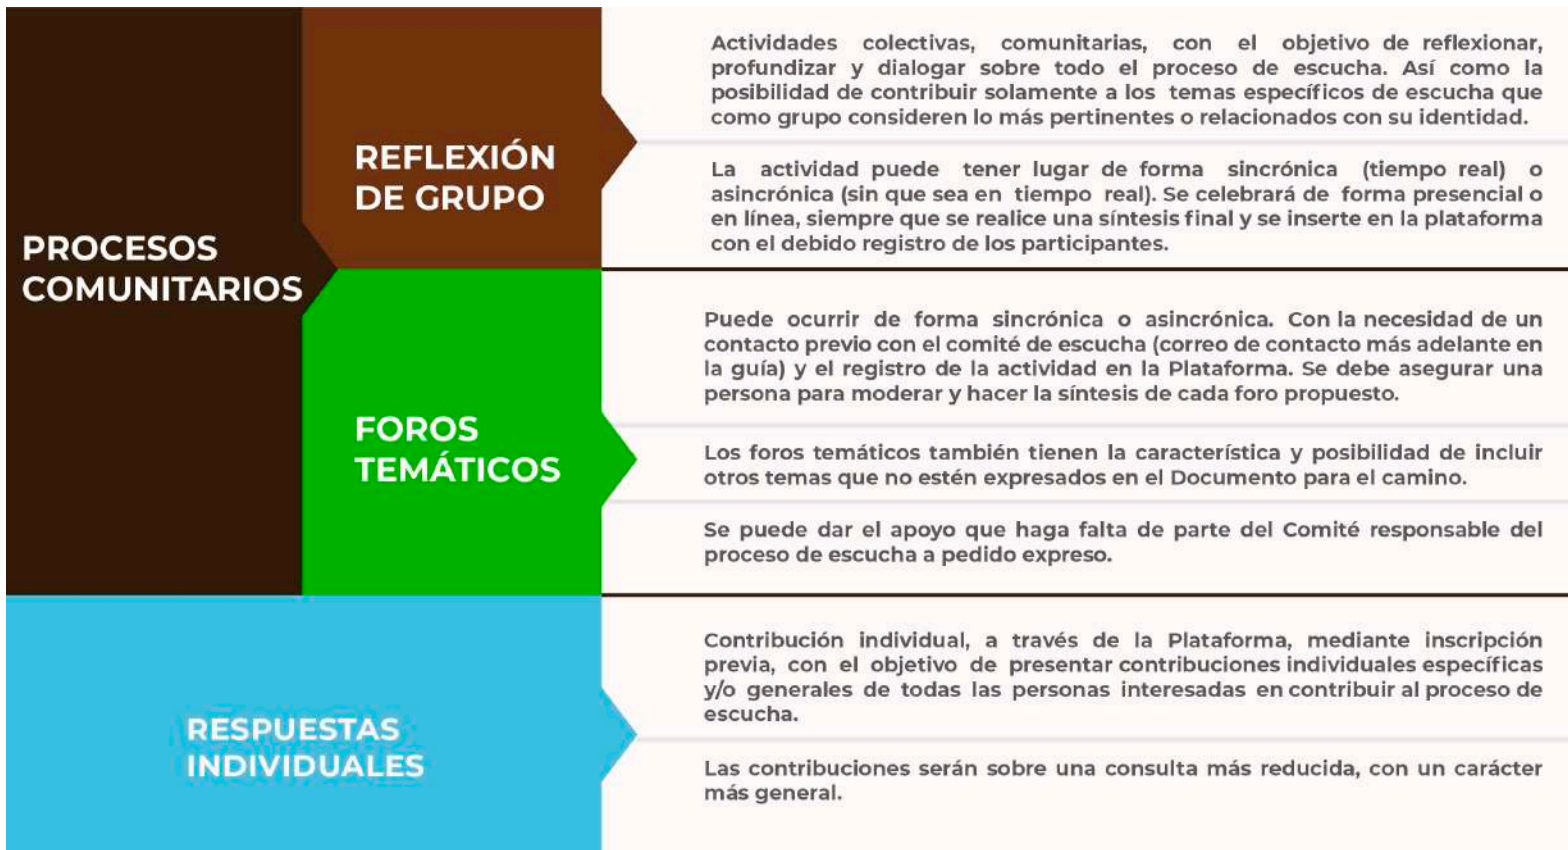 PROCESOS
COMUNITARIOS
REFLEXIÓN
DE GRUPO
Actividades colectivas, comunitarias, con el objetivo de reflexionar,
profundizar y dialogar sobre todo el proceso de escucha. Así como la
posibilidad de contribuir solamente a los temas específicos de escucha que
como grupo consideren lo más pertinentes o relacionados con su identidad.
La actividad puede tener lugar de forma sincrónica (tiempo real) o
asincrónica (sin que sea en tiempo real). Se celebrará de forma presencial o
en línea, siempre que se realice una síntesis final y se inserte en la plataforma
con el debido registro de los participantes.
FOROS
TEMÁTICOS
Puede ocurrir de forma sincrónica o asincrónica. Con la necesidad de un
contacto previo con el comité de escucha (correo de contacto más adelante en
la guía) y el registro de la actividad en la Plataforma. Se debe asegurar una
persona para moderar y hacer la síntesis de cada foro propuesto.
Los foros temáticos también tienen la característica y posibilidad de incluir
otros temas que no estén expresados en el Documento para el camino.
Se puede dar el apoyo que haga falta de parte del Comité responsable del
proceso de escucha a pedido expreso.
RESPUESTAS
INDIVIDUALES
Contribución individual, a través de la Plataforma, mediante inscripción
previa, con el objetivo de presentar contribuciones individuales específicas
y/o generales de todas las personas interesadas en contribuir al proceso de
escucha.
Las contribuciones serán sobre una consulta más reducida, con un carácter
más general.